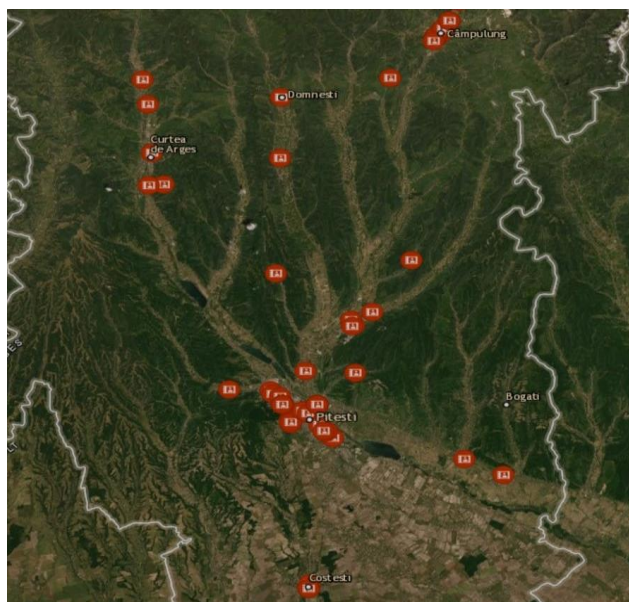 Câmpulung
Domnesti
Curtea
de Arges
Bogati
Pitesti
Costesti